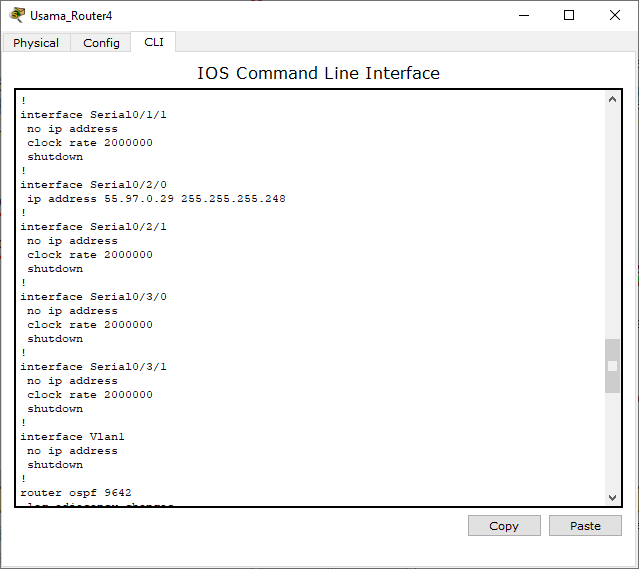 Usama_Router4
Physical Config CLI
IOS Command Line Interface
!
interface Serial0/1/1
 no ip address
 clock rate 2000000
 shutdown
!
interface Serial0/2/0
 ip address 55.97.0.29 255.255.255.248
!
interface Serial0/2/1
 no ip address
 clock rate 2000000
 shutdown
!
interface Serial0/3/0
 no ip address
 clock rate 2000000
 shutdown
!
interface Serial0/3/1
 no ip address
 clock rate 2000000
 shutdown
!
interface Vlan1
 no ip address
 shutdown
!
router ospf 9642
 log-adjacency-changes
Copy Paste